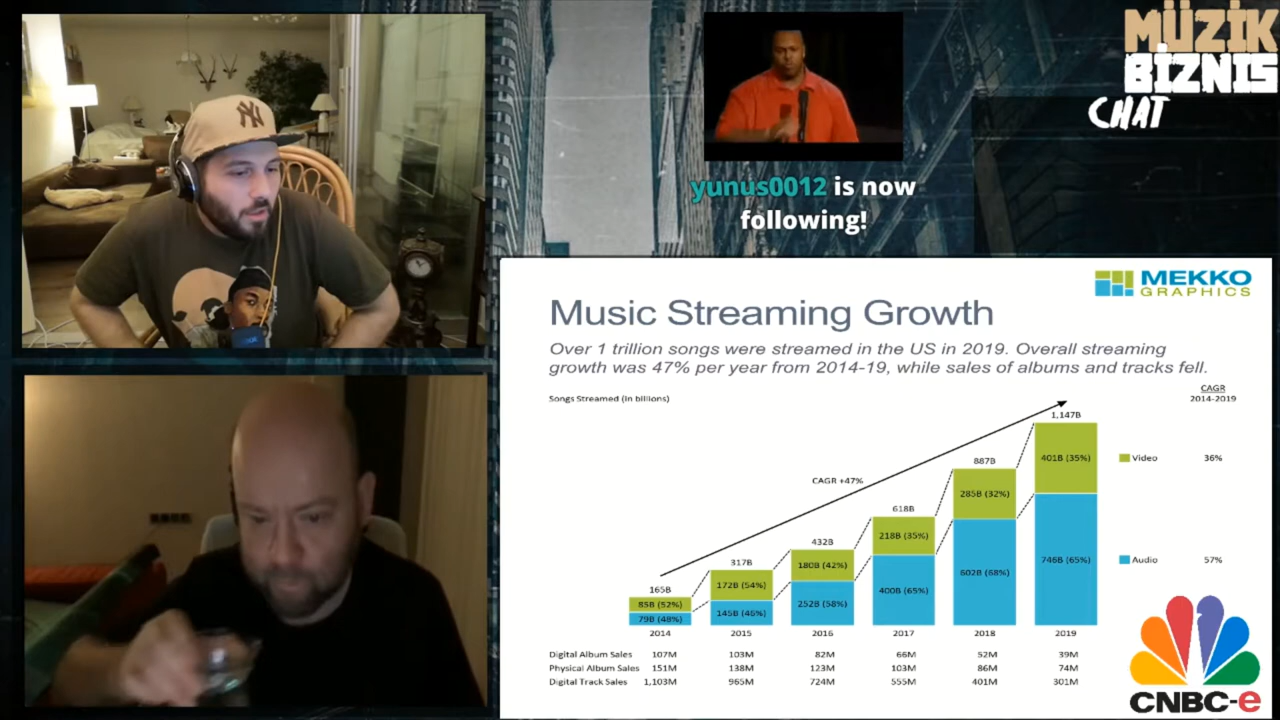 MÜZİK
BİZNIS
CHAT
NY
yunus0012 is now
following!
MEKKO
GRAPHICS
Music Streaming Growth
Over 1 trillion songs were streamed in the US in 2019. Overall streaming
growth was 47% per year from 2014-19, while sales of albums and tracks fell.
CAGR
2014-2019
Songs Streamed (in billions)
1,147B
887B
618B
432B
317B
165B
CAGR +47%
401B (35%)
285B (32%)
218B (35%)
180B (42%)
172B (54%)
85B (52%)
Video 36%
746B (65%)
602B (68%)
400B (65%)
252B (58%)
145B (46%)
79B (48%)
Audio 57%
2014 2015 2016 2017 2018 2019
Digital Album Sales 107M 103M 82M 66M 52M 39M
Physical Album Sales 151M 138M 123M 103M 86M 74M
Digital Track Sales 1,103M 965M 724M 555M 401M 301M
CNBC-e